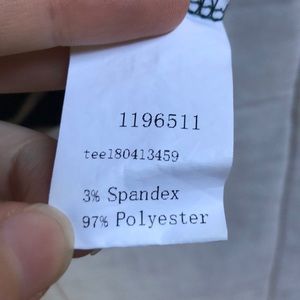 1196511
tee180413459
3% Spandex
97% Polyester